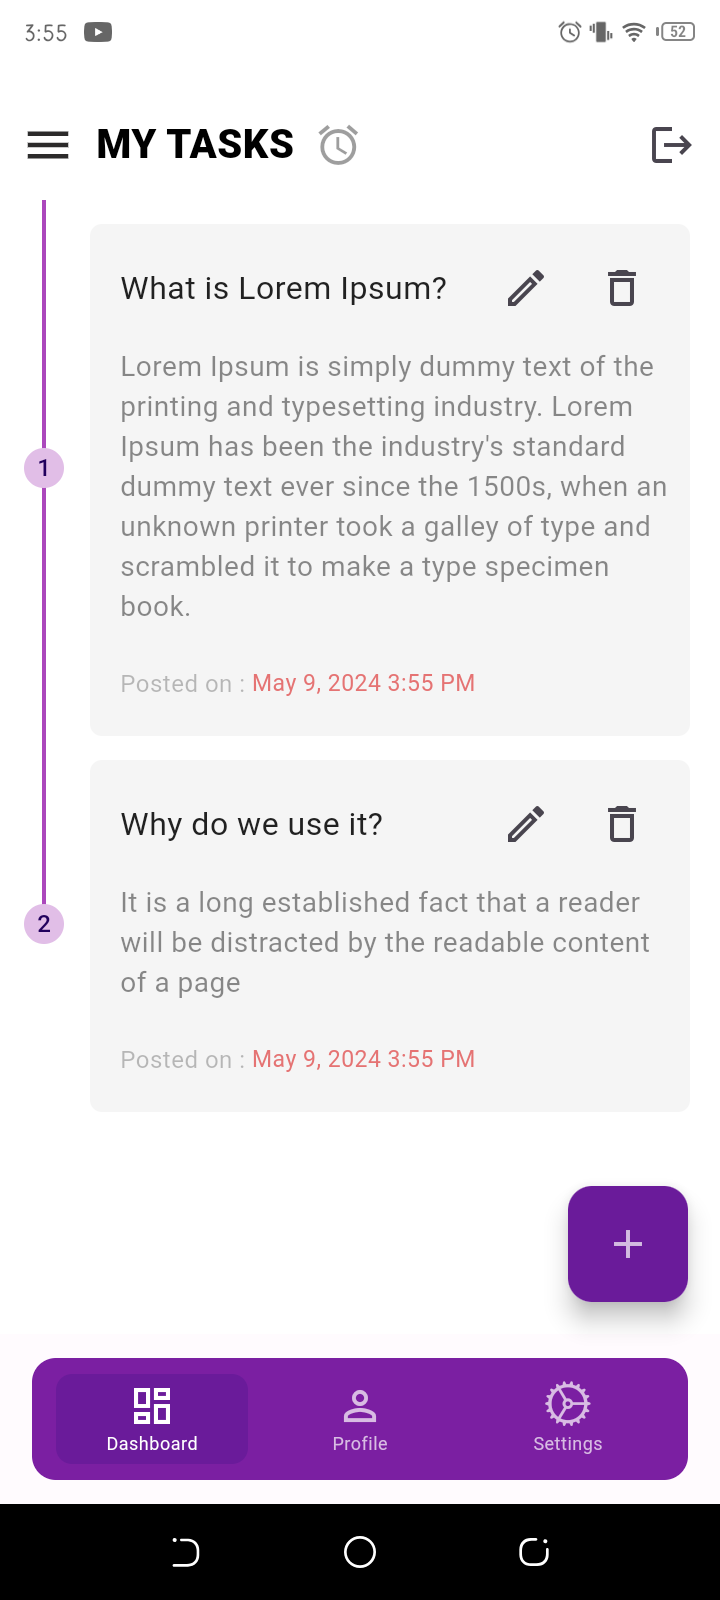 3:55
52
MY TASKS
What is Lorem Ipsum?
Lorem Ipsum is simply dummy text of the
printing and typesetting industry. Lorem
Ipsum has been the industry's standard
dummy text ever since the 1500s, when an
unknown printer took a galley of type and
scrambled it to make a type specimen
book.
1
Posted on : May 9, 2024 3:55 PM
Why do we use it?
It is a long established fact that a reader
will be distracted by the readable content
of a page
2
Posted on : May 9, 2024 3:55 PM
Dashboard
Profile
Settings